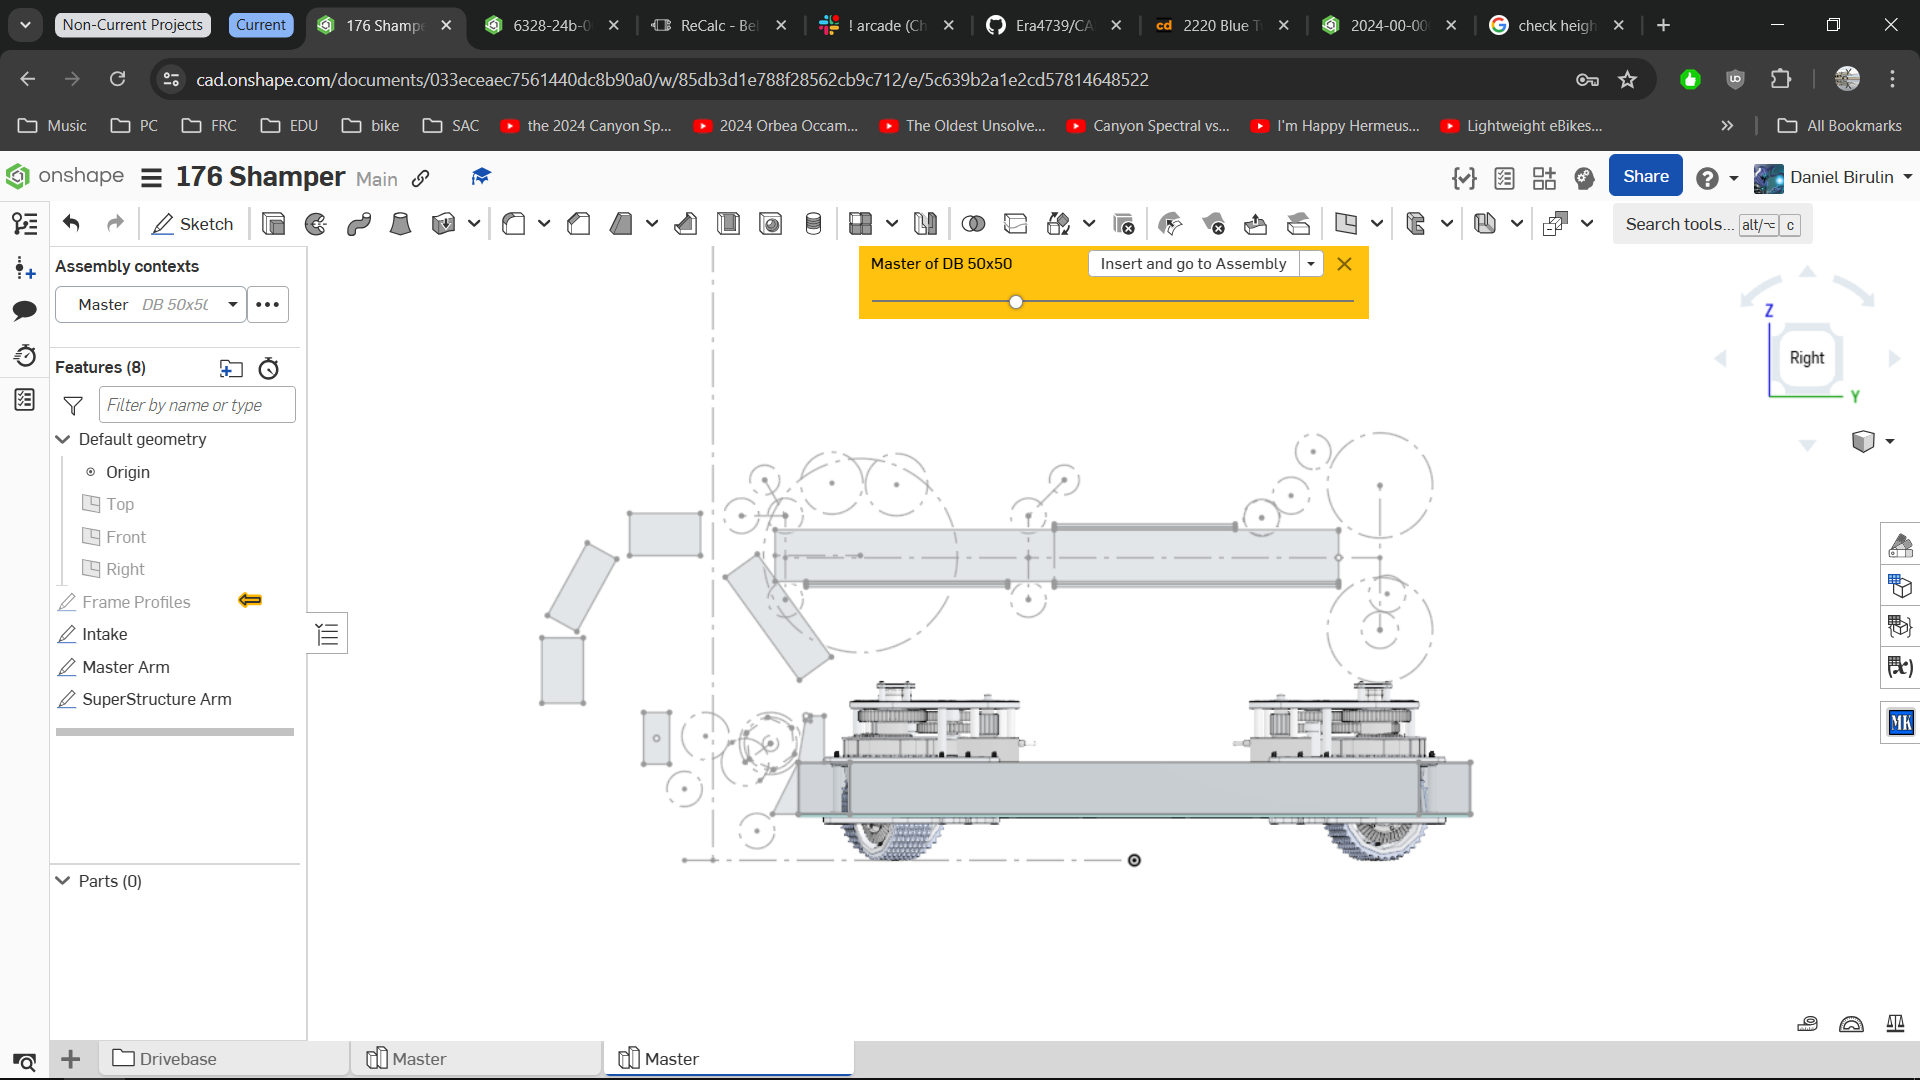 Non-Current Projects
Current
176 Shampe
6328-24b-0
ReCalc - Bel
! arcade (Ch
Era4739/CA
2220 Blue T
2024-00-00
check heigh
cad.onshape.com/documents/033eceaec7561440dc8b90a0/w/85db3d1e788f28562cb9c712/e/5c639b2a1e2cd57814648522
Music
PC
FRC
EDU
bike
SAC
the 2024 Canyon Sp...
2024 Orbea Occam...
The Oldest Unsolve...
Canyon Spectral vs...
I'm Happy Hermeus...
Lightweight eBikes...
All Bookmarks
onshape
176 Shamper
Main
Share
Daniel Birulin
Sketch
Search tools... alt/⌥ c
Assembly contexts
Master DB 50x50
Features (8)
Filter by name or type
Default geometry
Origin
Top
Front
Right
Frame Profiles
Intake
Master Arm
SuperStructure Arm
Parts (0)
Master of DB 50x50
Insert and go to Assembly
Z
Right
Y
MK
Drivebase
Master
Master